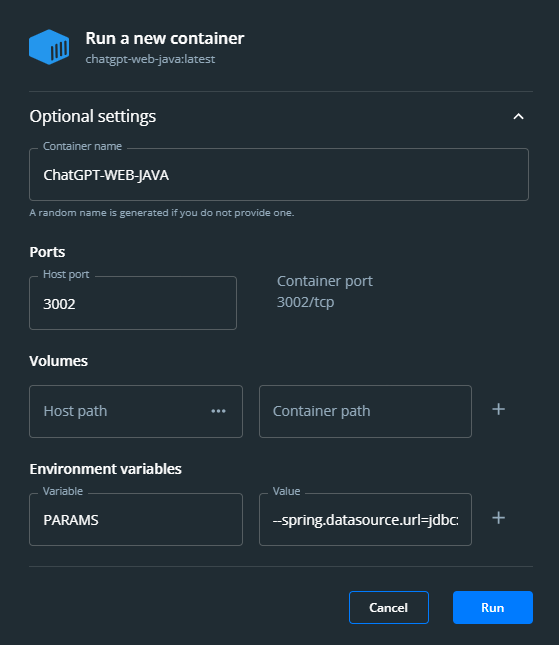 Run a new container
chatgpt-web-java:latest
Optional settings
Container name
ChatGPT-WEB-JAVA
A random name is generated if you do not provide one.
Ports
Host port
3002
Container port
3002/tcp
Volumes
Host path
Container path
Environment variables
Variable
PARAMS
Value
--spring.datasource.url=jdbc:
Cancel
Run